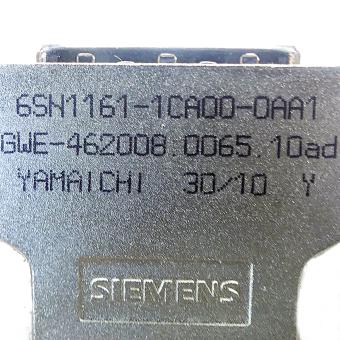 6SN1161-1CA00-0AA1
GWE-462008.0065.10ad
YAMAICHI 30/10 Y
SIEMENS